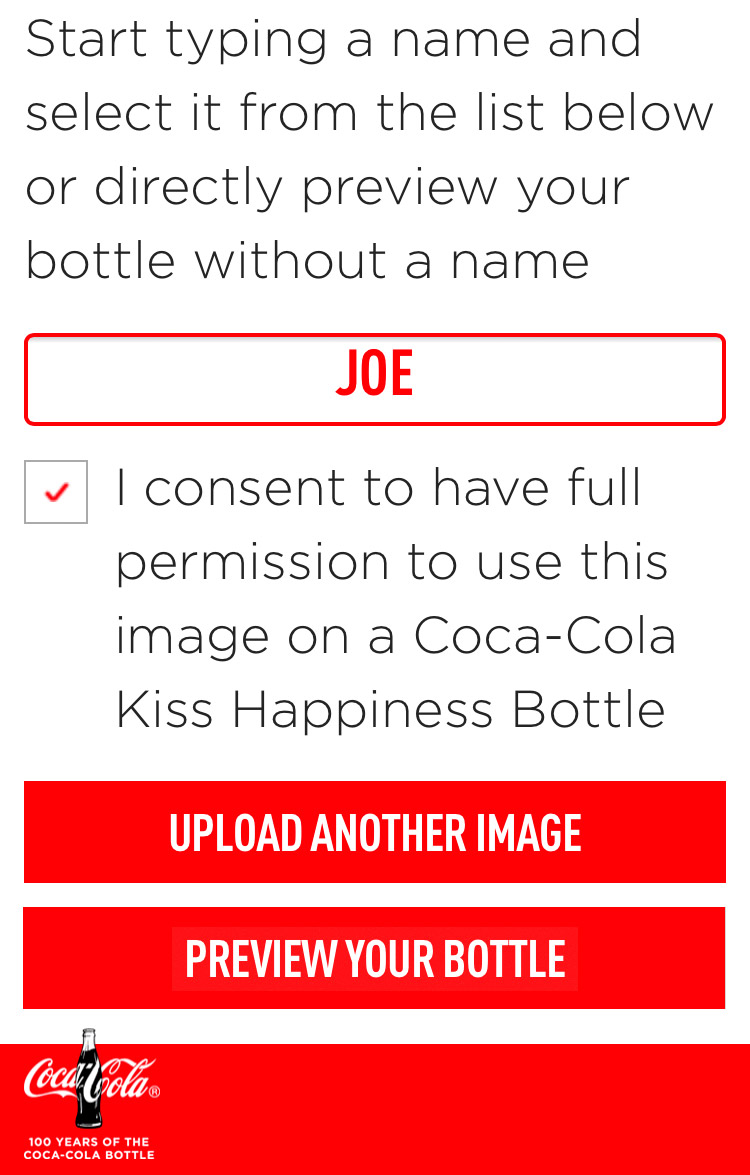 Start typing a name and
select it from the list below
or directly preview your
bottle without a name
JOE
I consent to have full
permission to use this
image on a Coca-Cola
Kiss Happiness Bottle
UPLOAD ANOTHER IMAGE
PREVIEW YOUR BOTTLE
Coca-Cola®
100 YEARS OF THE
COCA-COLA BOTTLE